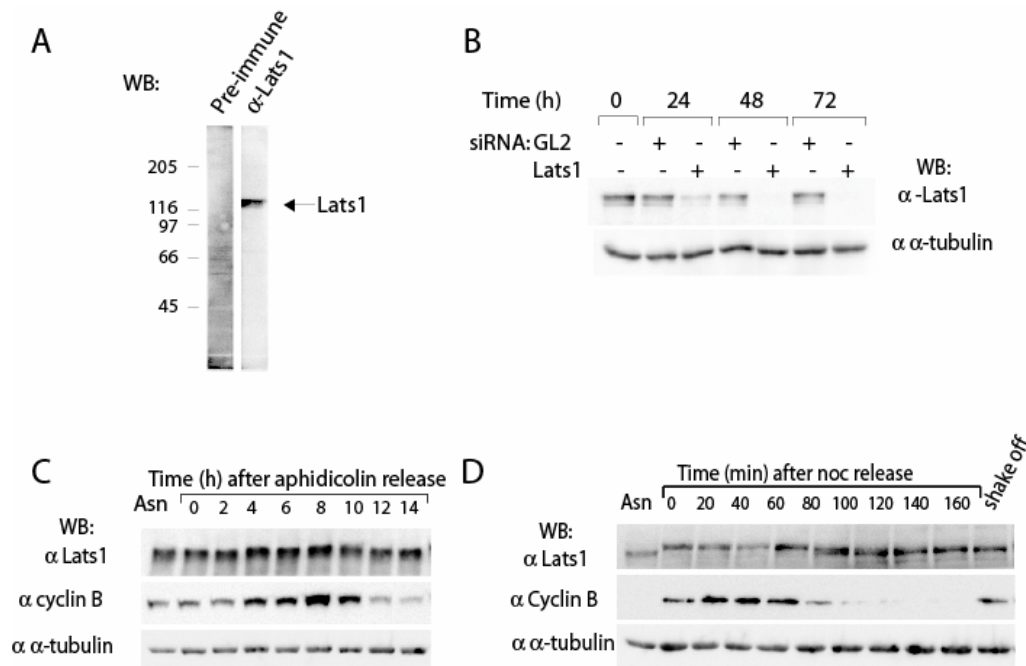 A
WB:
Pre-immune
α-Lats1
205
116
97
66
45
Lats1
B
Time (h) 0 24 48 72
siRNA: GL2 - + - + - + -
Lats1 - - + - + - +
WB:
α-Lats1
α α-tubulin
C
Time (h) after aphidicolin release
Asn 0 2 4 6 8 10 12 14
WB:
α Lats1
α cyclin B
α α-tubulin
D
Time (min) after noc release
Asn 0 20 40 60 80 100 120 140 160 shake off
WB:
α Lats1
α Cyclin B
α α-tubulin